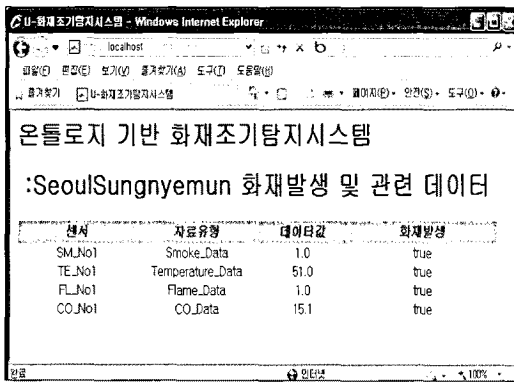 U-화재조기탐지시스템 - Windows Internet Explorer
localhost
파일(F) 편집(E) 보기(V) 즐겨찾기(A) 도구(T) 도움말(H)
즐겨찾기 U-화재조기탐지시스템 페이지(P) 안전(S) 도구(O)
온톨로지 기반 화재조기탐지시스템
:SeoulSungnyemun 화재발생 및 관련 데이터
센서 자료유형 데이터값 화재발생
SM_No1 Smoke_Data 1.0 true
TE_No1 Temperature_Data 51.0 true
FL_No1 Flame_Data 1.0 true
CO_No1 CO_Data 15.1 true
완료 인터넷 100%